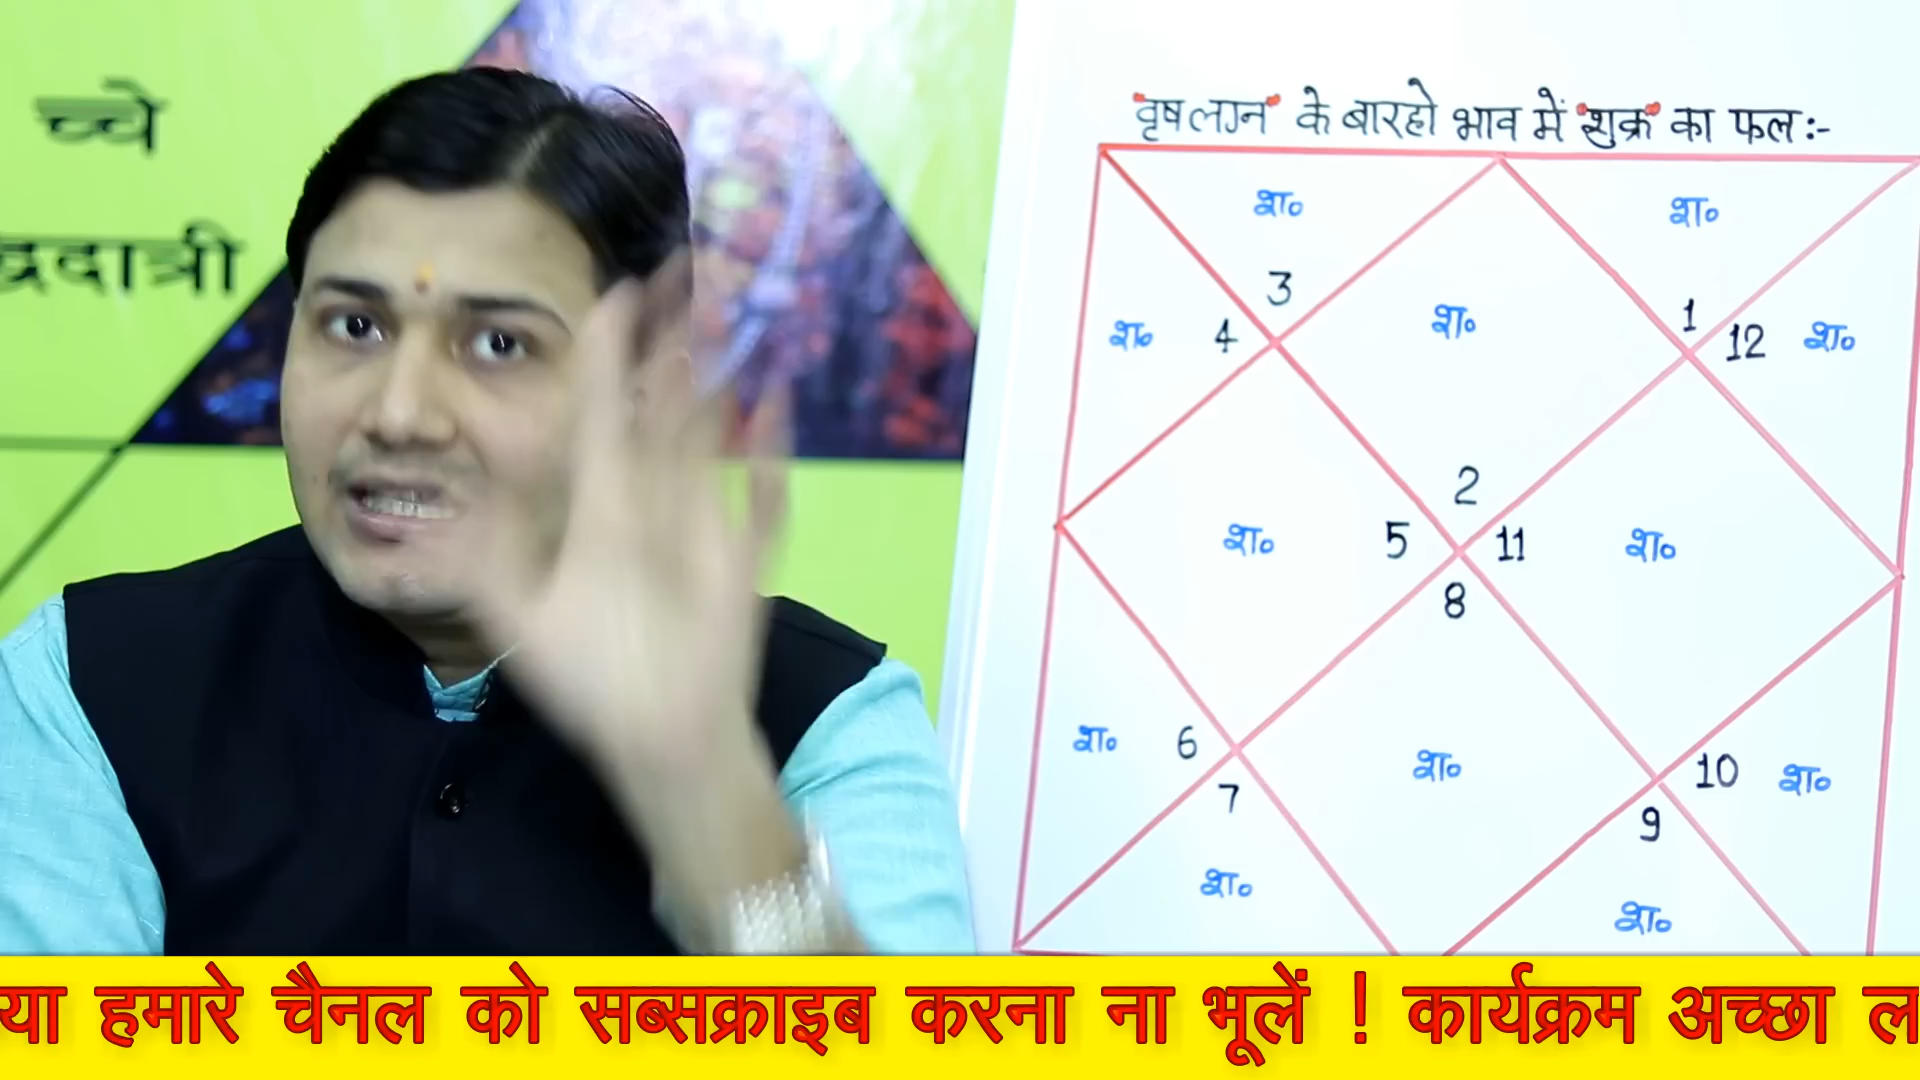 च्चे
द्रदात्री
"वृषलग्न" के बारहो भाव में "शुक्र" का फल:-
शु० शु०
3
शु० 4 शु० 1 12 शु०
2
शु० 5 11 शु०
8
शु० 6 शु० 10 शु०
7 9
शु० शु०
या हमारे चैनल को सब्सक्राइब करना ना भूलें ! कार्यक्रम अच्छा ल